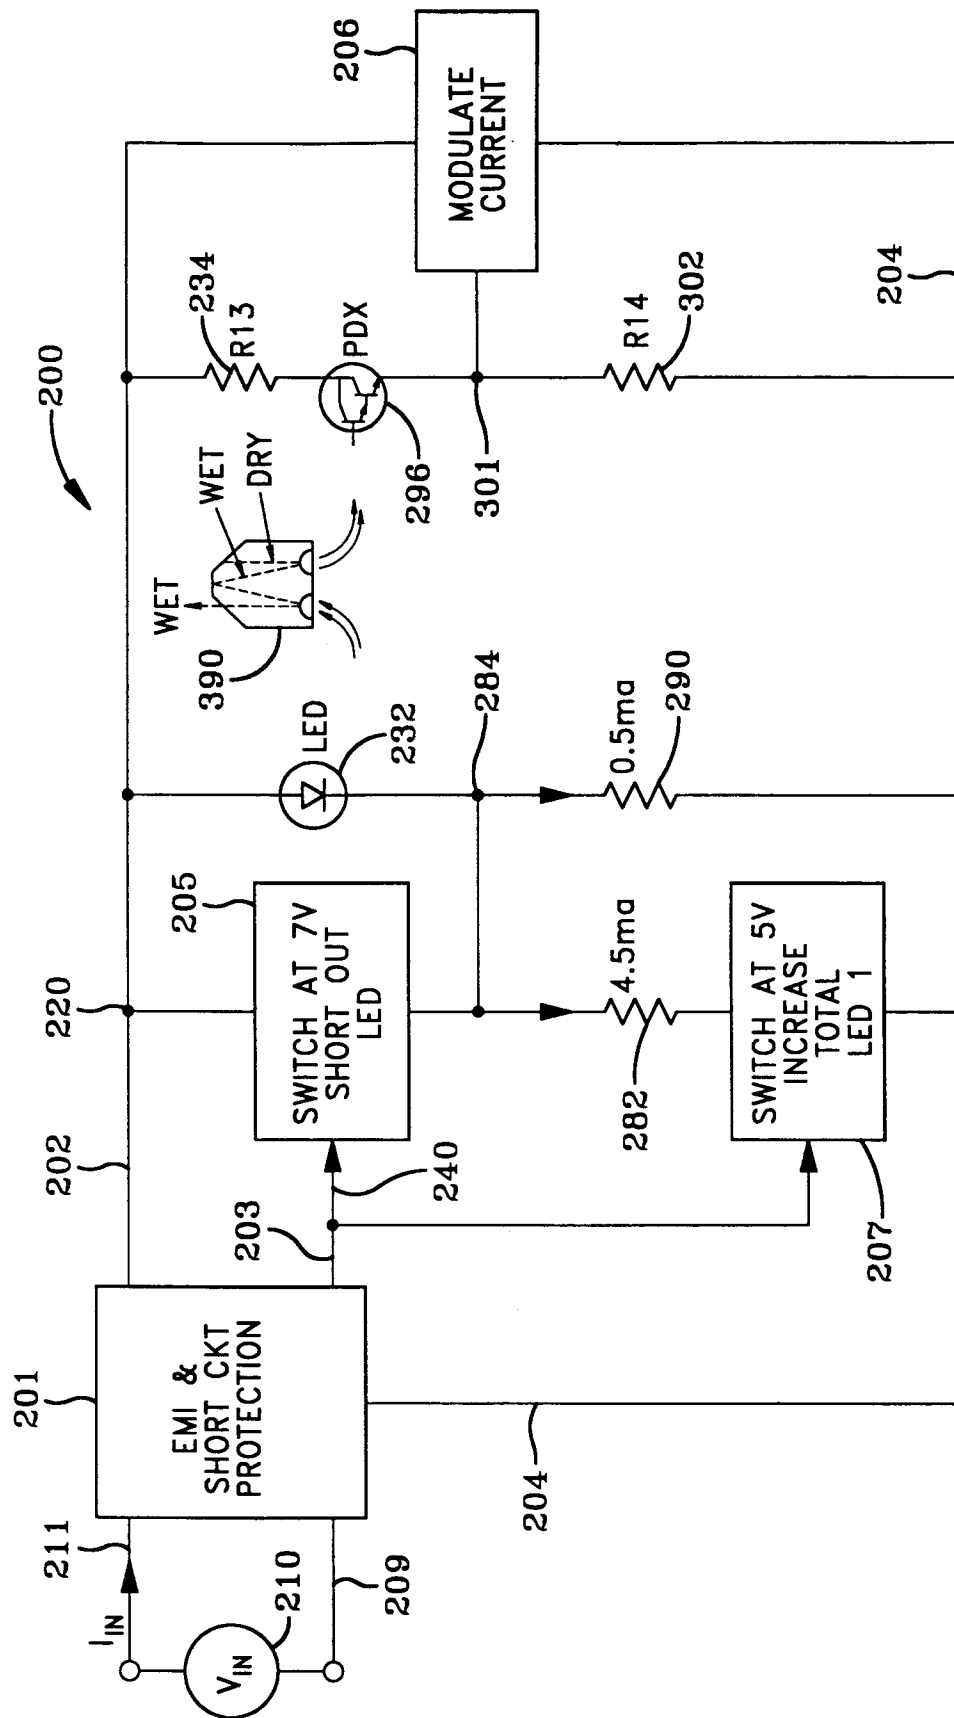 200
206
MODULATE
CURRENT
234
R13
PDX
296
301
R14
302
204
WET
WET
DRY
390
LED
232
284
0.5ma
290
220
205
SWITCH AT 7V
SHORT OUT
LED
4.5ma
282
SWITCH AT 5V
INCREASE
TOTAL
LED 1
207
202
240
203
201
EMI &
SHORT CKT
PROTECTION
204
211
IIN
210
VIN
209